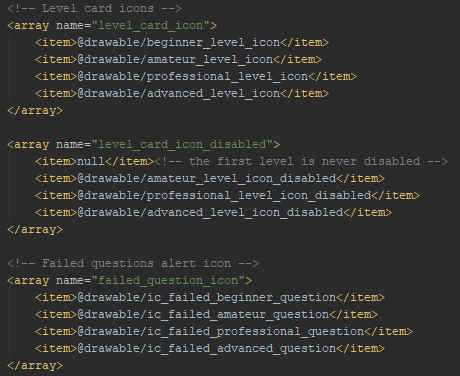 <!-- Level card icons -->
<array name="level_card_icon">
    <item>@drawable/beginner_level_icon</item>
    <item>@drawable/amateur_level_icon</item>
    <item>@drawable/professional_level_icon</item>
    <item>@drawable/advanced_level_icon</item>
</array>

<array name="level_card_icon_disabled">
    <item>null</item><!-- the first level is never disabled -->
    <item>@drawable/amateur_level_icon_disabled</item>
    <item>@drawable/professional_level_icon_disabled</item>
    <item>@drawable/advanced_level_icon_disabled</item>
</array>

<!-- Failed questions alert icon -->
<array name="failed_question_icon">
    <item>@drawable/ic_failed_beginner_question</item>
    <item>@drawable/ic_failed_amateur_question</item>
    <item>@drawable/ic_failed_professional_question</item>
    <item>@drawable/ic_failed_advanced_question</item>
</array>